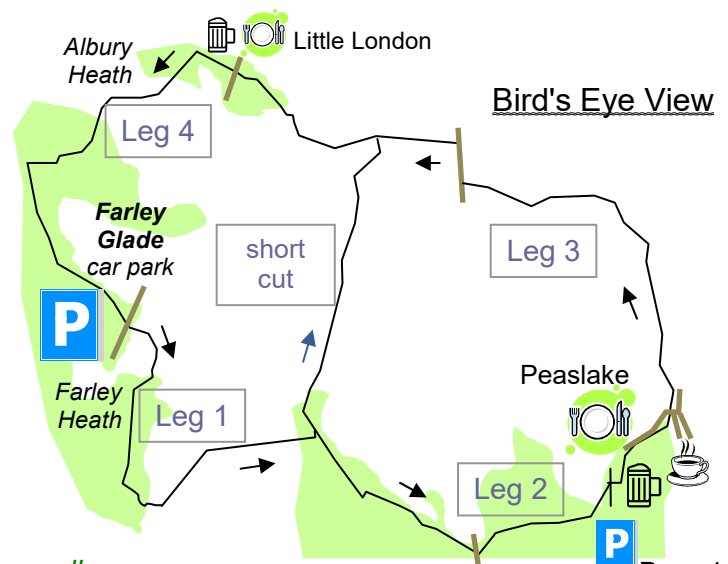 Albury
Heath
Little London
Bird's Eye View
Leg 4
Farley
Glade
car park
short
cut
Leg 3
P
Peaslake
Farley
Heath
Leg 1
Leg 2
P